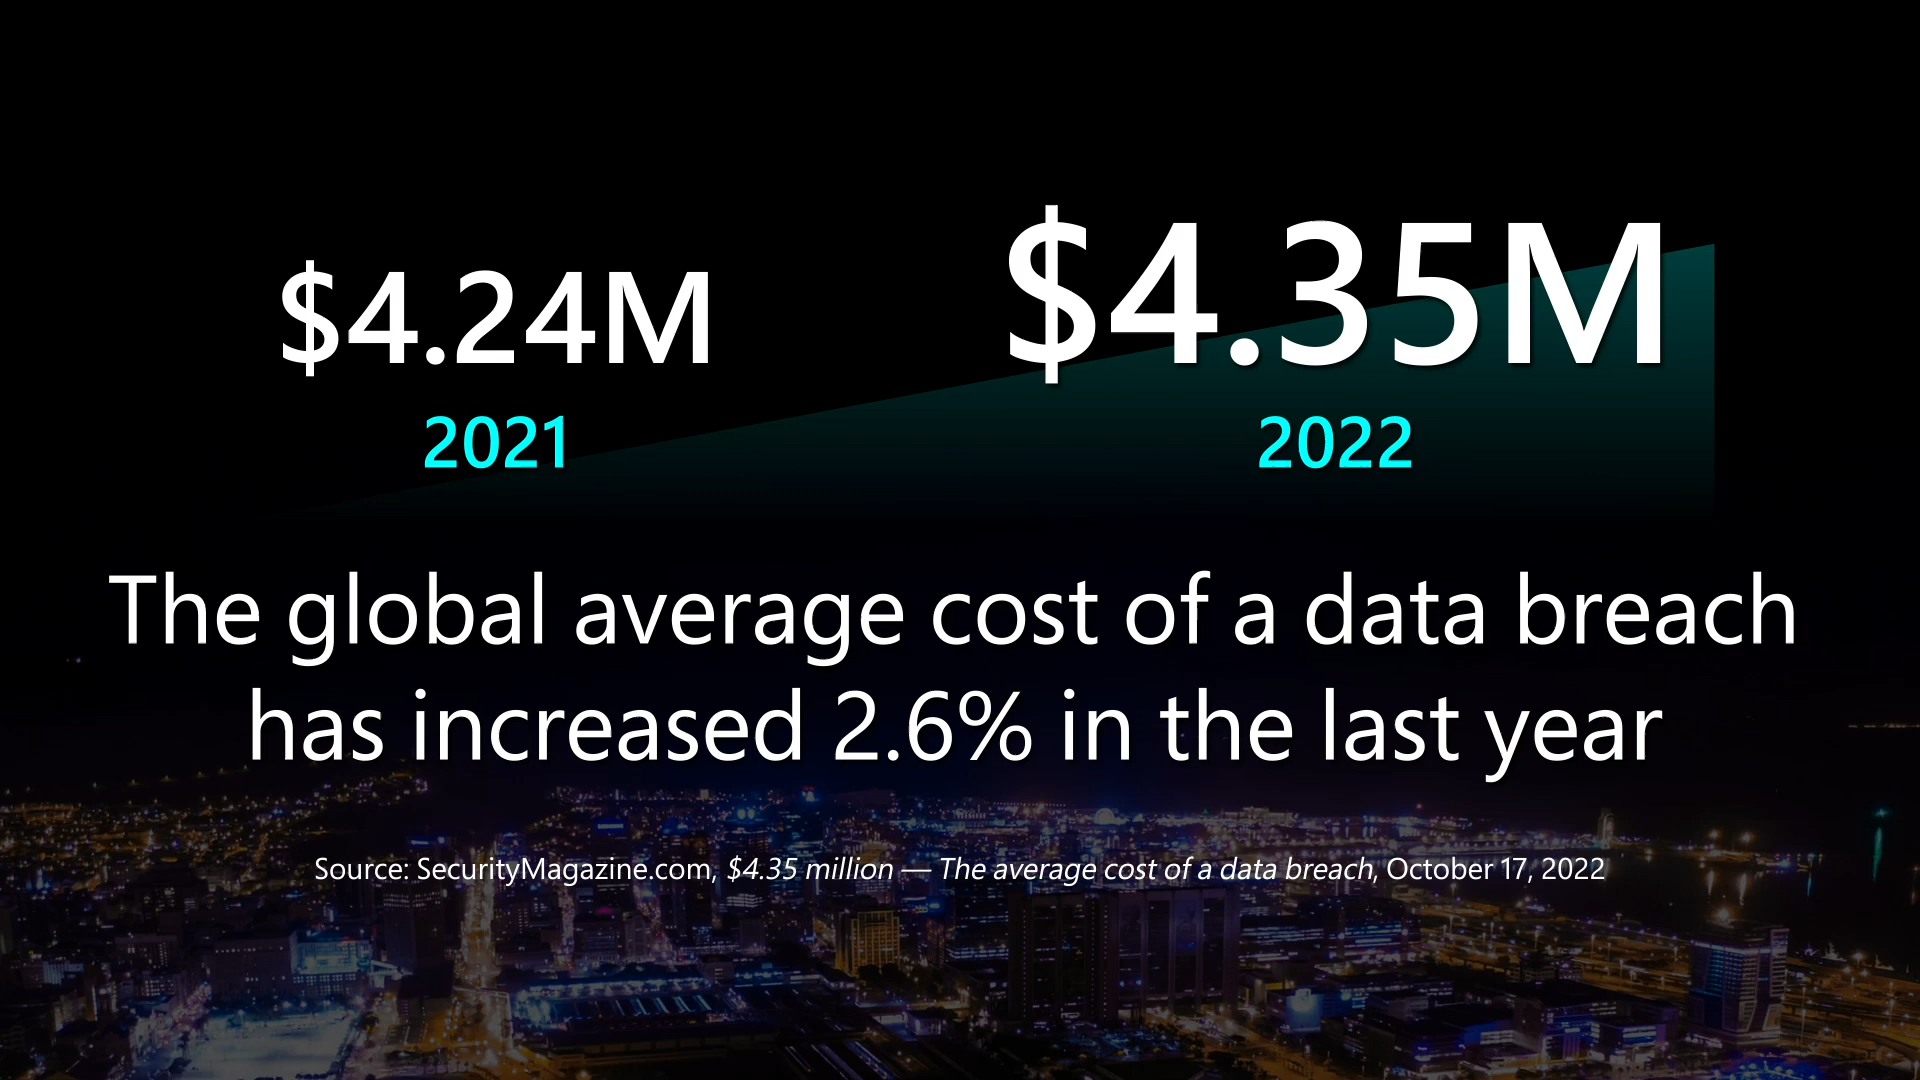 $4.24M
$4.35M
2021
2022
The global average cost of a data breach
has increased 2.6% in the last year
Source: SecurityMagazine.com, $4.35 million — The average cost of a data breach, October 17, 2022